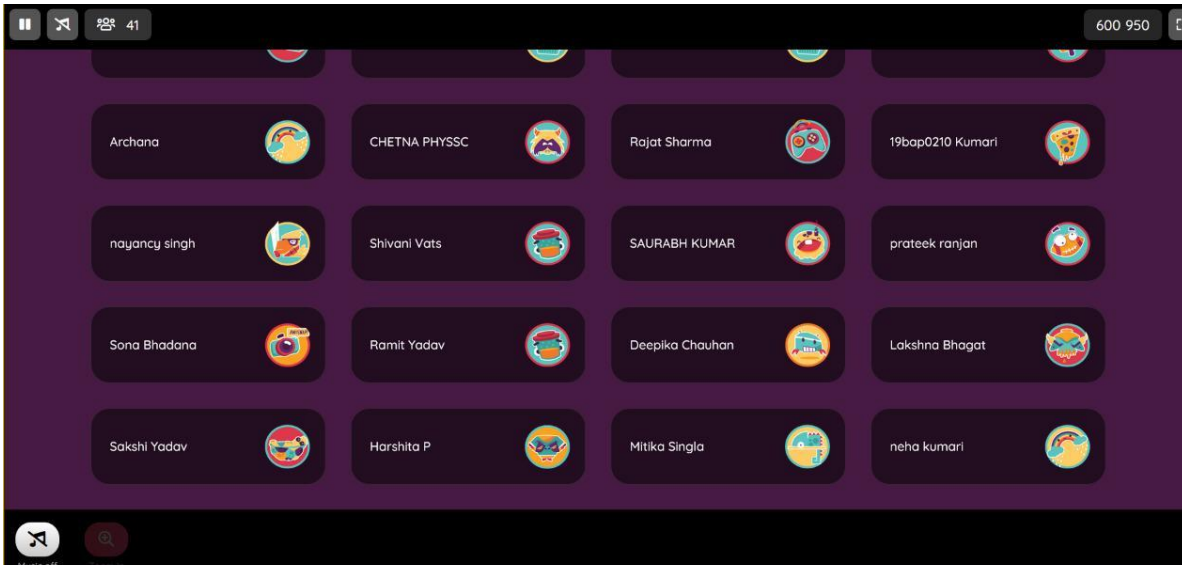 41
600 950
Archana
CHETNA PHYSSC
Rajat Sharma
19bap0210 Kumari
nayancy singh
Shivani Vats
SAURABH KUMAR
prateek ranjan
Sona Bhadana
Ramit Yadav
Deepika Chauhan
Lakshna Bhagat
Sakshi Yadav
Harshita P
Mitika Singla
neha kumari